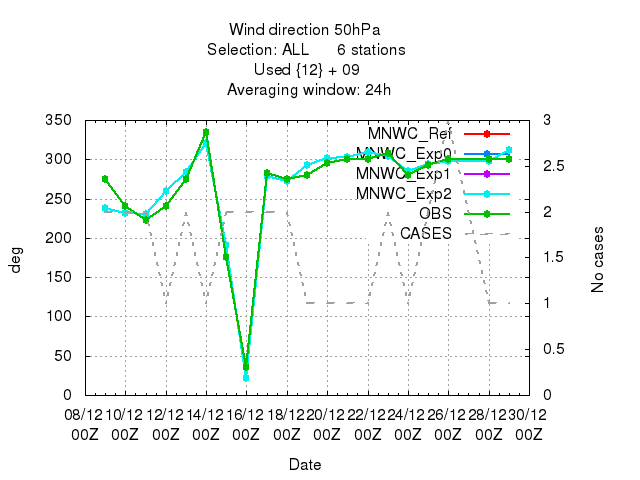 Wind direction 50hPa
Selection: ALL 6 stations
Used {12} + 09
Averaging window: 24h
350 3
MNWC_Ref
300 MNWC_Exp0 2.5
MNWC_Exp1
250 MNWC_Exp2
OBS 2
200 CASES
deg 1.5 No cases
150
100 1
50 0.5
0 0
08/12 10/12 12/12 14/12 16/12 18/12 20/12 22/12 24/12 26/12 28/12 30/12
00Z 00Z 00Z 00Z 00Z 00Z 00Z 00Z 00Z 00Z 00Z 00Z
Date